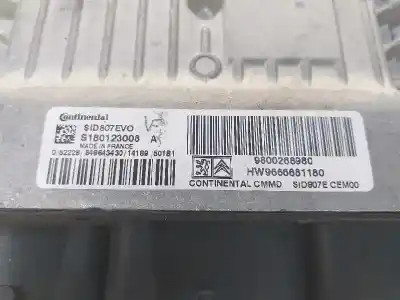 Continental
SID807EVO
S180123008 A
MADE IN FRANCE
9800268980
HW9666681180
CONTINENTAL CMMD SID807E CEM00